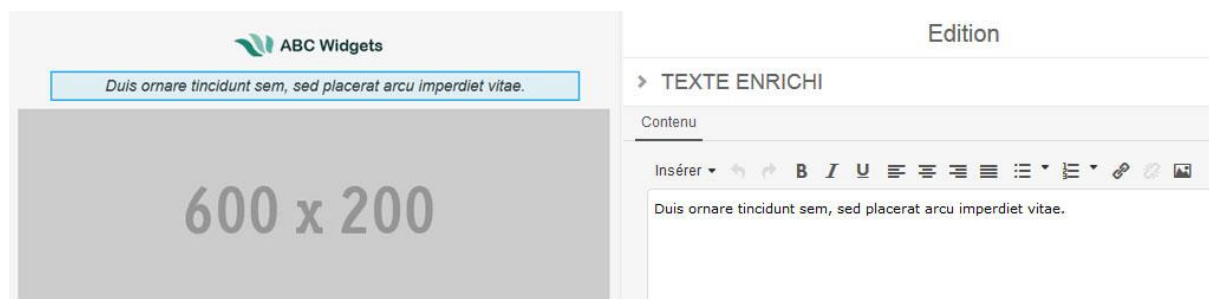 ABC Widgets
Duis ornare tincidunt sem, sed placerat arcu imperdiet vitae.
600 x 200
Edition
TEXTE ENRICHI
Contenu
Insérer
B I U
Duis ornare tincidunt sem, sed placerat arcu imperdiet vitae.